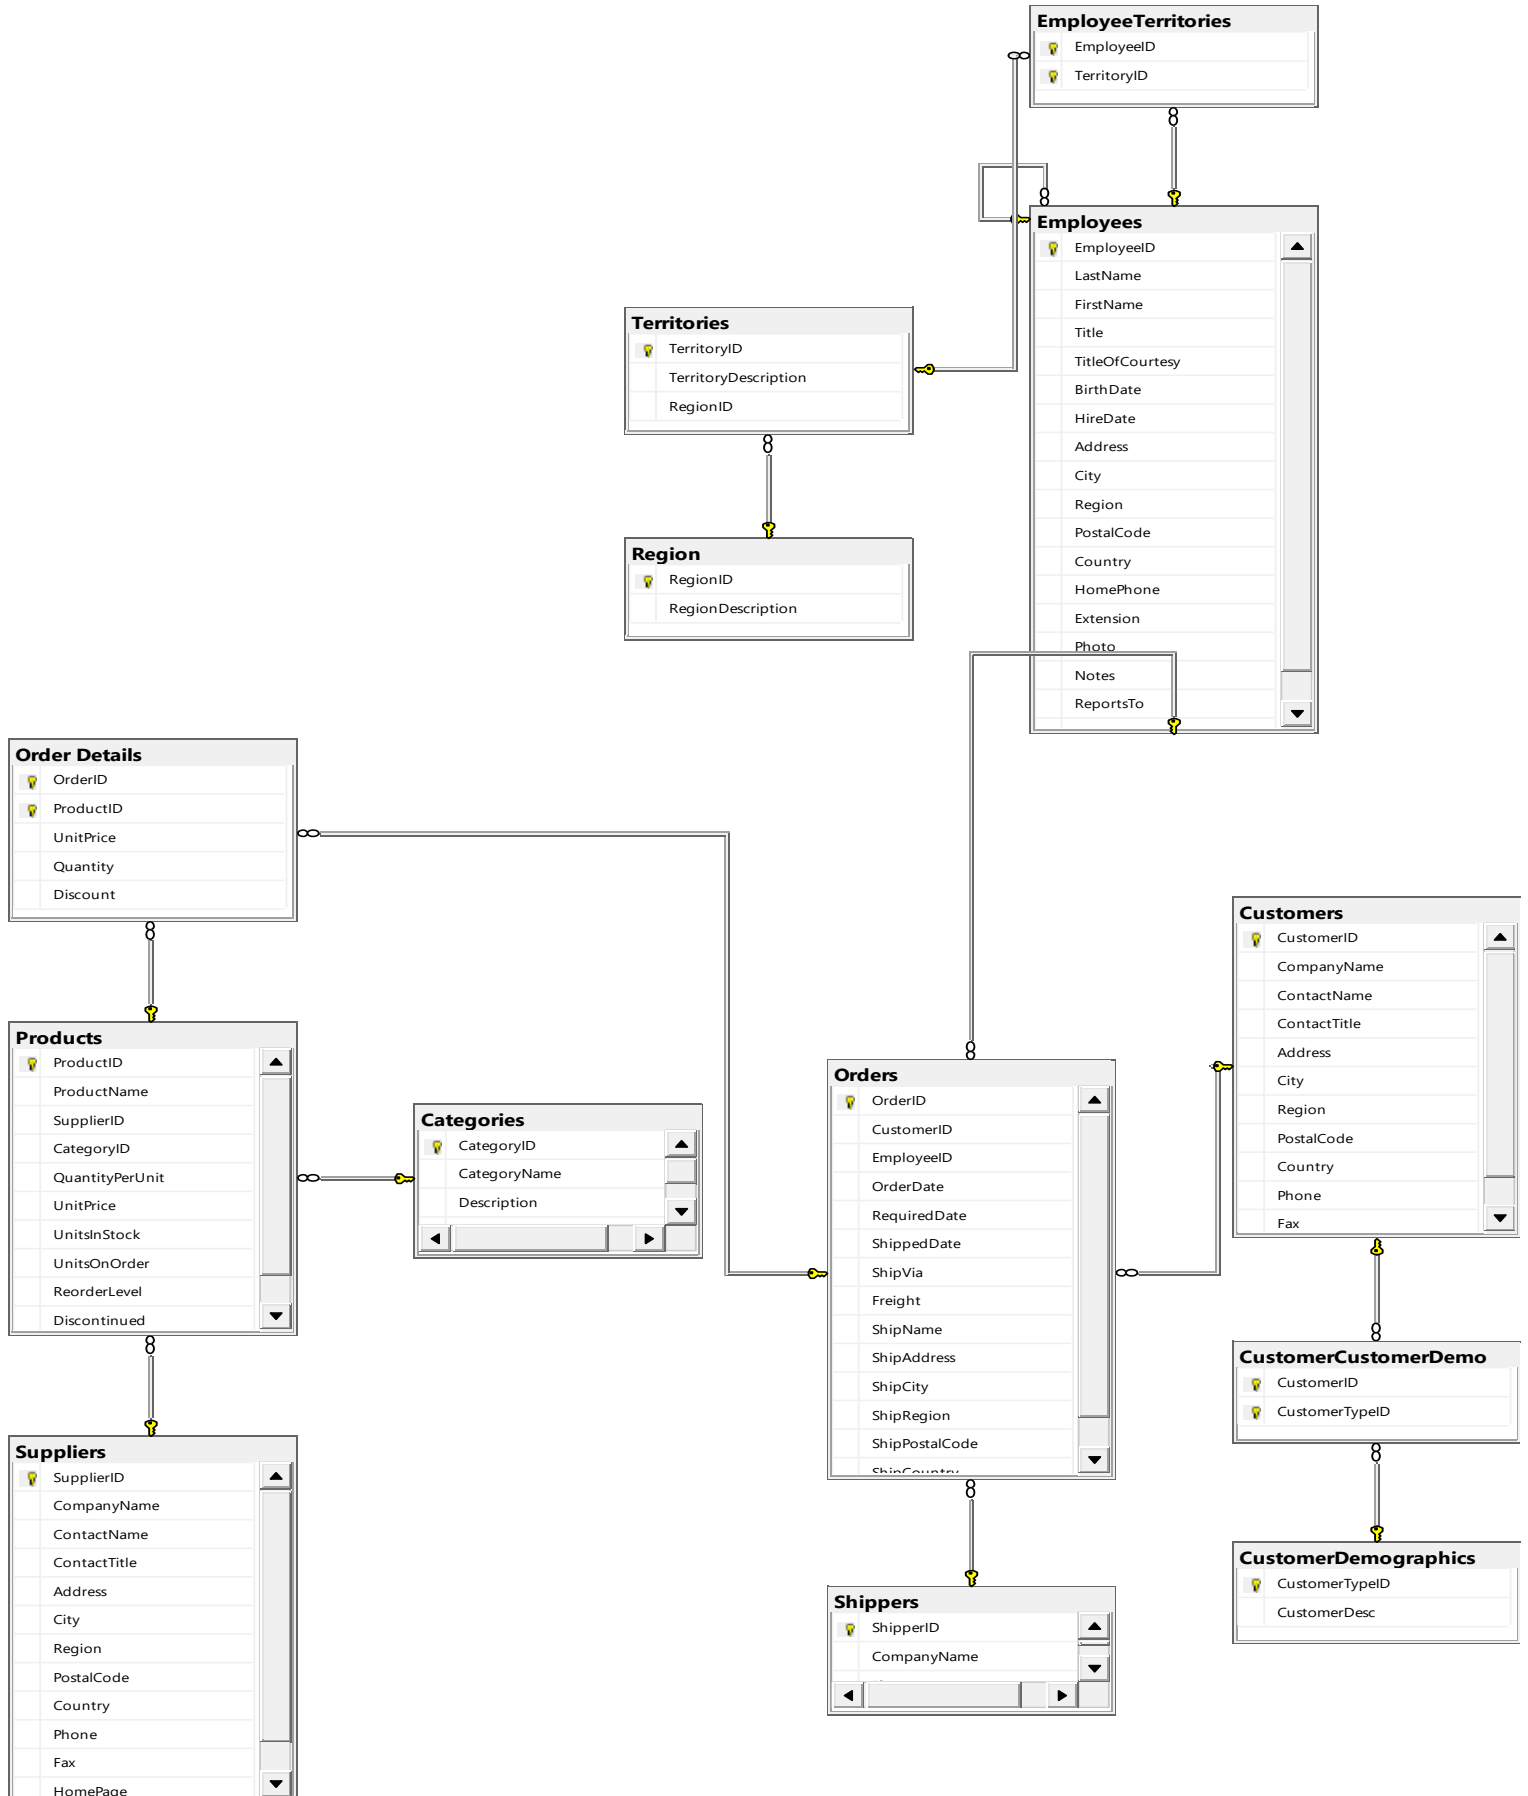 EmployeeTerritories
EmployeeID
TerritoryID
Employees
EmployeeID
LastName
FirstName
Title
TitleOfCourtesy
BirthDate
HireDate
Address
City
Region
PostalCode
Country
HomePhone
Extension
Photo
Notes
ReportsTo
Territories
TerritoryID
TerritoryDescription
RegionID
Region
RegionID
RegionDescription
Order Details
OrderID
ProductID
UnitPrice
Quantity
Discount
Products
ProductID
ProductName
SupplierID
CategoryID
QuantityPerUnit
UnitPrice
UnitsInStock
UnitsOnOrder
ReorderLevel
Discontinued
Categories
CategoryID
CategoryName
Description
Orders
OrderID
CustomerID
EmployeeID
OrderDate
RequiredDate
ShippedDate
ShipVia
Freight
ShipName
ShipAddress
ShipCity
ShipRegion
ShipPostalCode
ShipCountry
Customers
CustomerID
CompanyName
ContactName
ContactTitle
Address
City
Region
PostalCode
Country
Phone
Fax
CustomerCustomerDemo
CustomerID
CustomerTypeID
CustomerDemographics
CustomerTypeID
CustomerDesc
Shippers
ShipperID
CompanyName
Suppliers
SupplierID
CompanyName
ContactName
ContactTitle
Address
City
Region
PostalCode
Country
Phone
Fax
HomePage